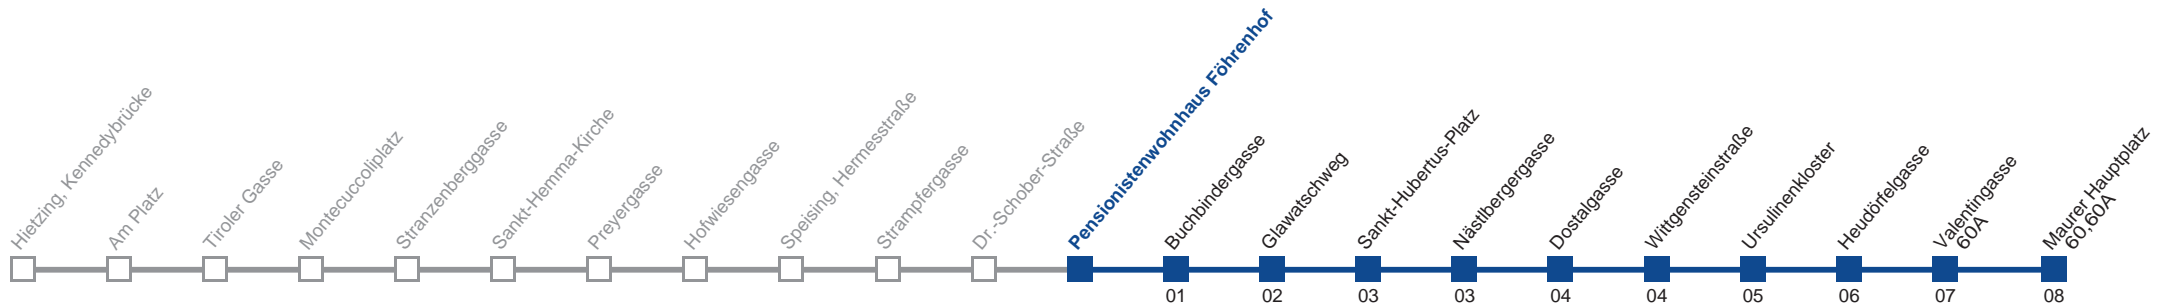 Hietzing, Kennedybrücke
Am Platz
Tiroler Gasse
Montecuccoliplatz
Stranzenberggasse
Sankt-Hemma-Kirche
Preyergasse
Hofwiesengasse
Speising, Hermesstraße
Strampfergasse
Dr.-Schober-Straße
Pensionistenwohnhaus Föhrenhof
Buchbindergasse
Glawatschweg
Sankt-Hubertus-Platz
Nästlbergergasse
Dostalgasse
Wittgensteinstraße
Ursulinenkloster
Heudörfelgasse
Valentingasse
60A
Maurer Hauptplatz
60,60A
01 02 03 03 04 04 05 06 07 08